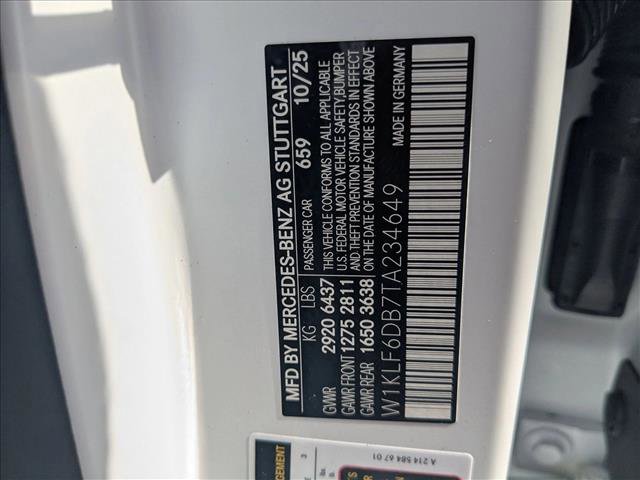 MFD BY MERCEDES-BENZ AG STUTTGART
KG LBS PASSENGER CAR 659 10/25
GVWR 2920 6437 THIS VEHICLE CONFORMS TO ALL APPLICABLE
GAWR FRONT 1275 2811 U.S. FEDERAL MOTOR VEHICLE SAFETY, BUMPER
GAWR REAR 1650 3638 AND THEFT PREVENTION STANDARDS IN EFFECT
ON THE DATE OF MANUFACTURE SHOWN ABOVE
W1KLF6DB7TA234649 MADE IN GERMANY
A 214 584 67 01